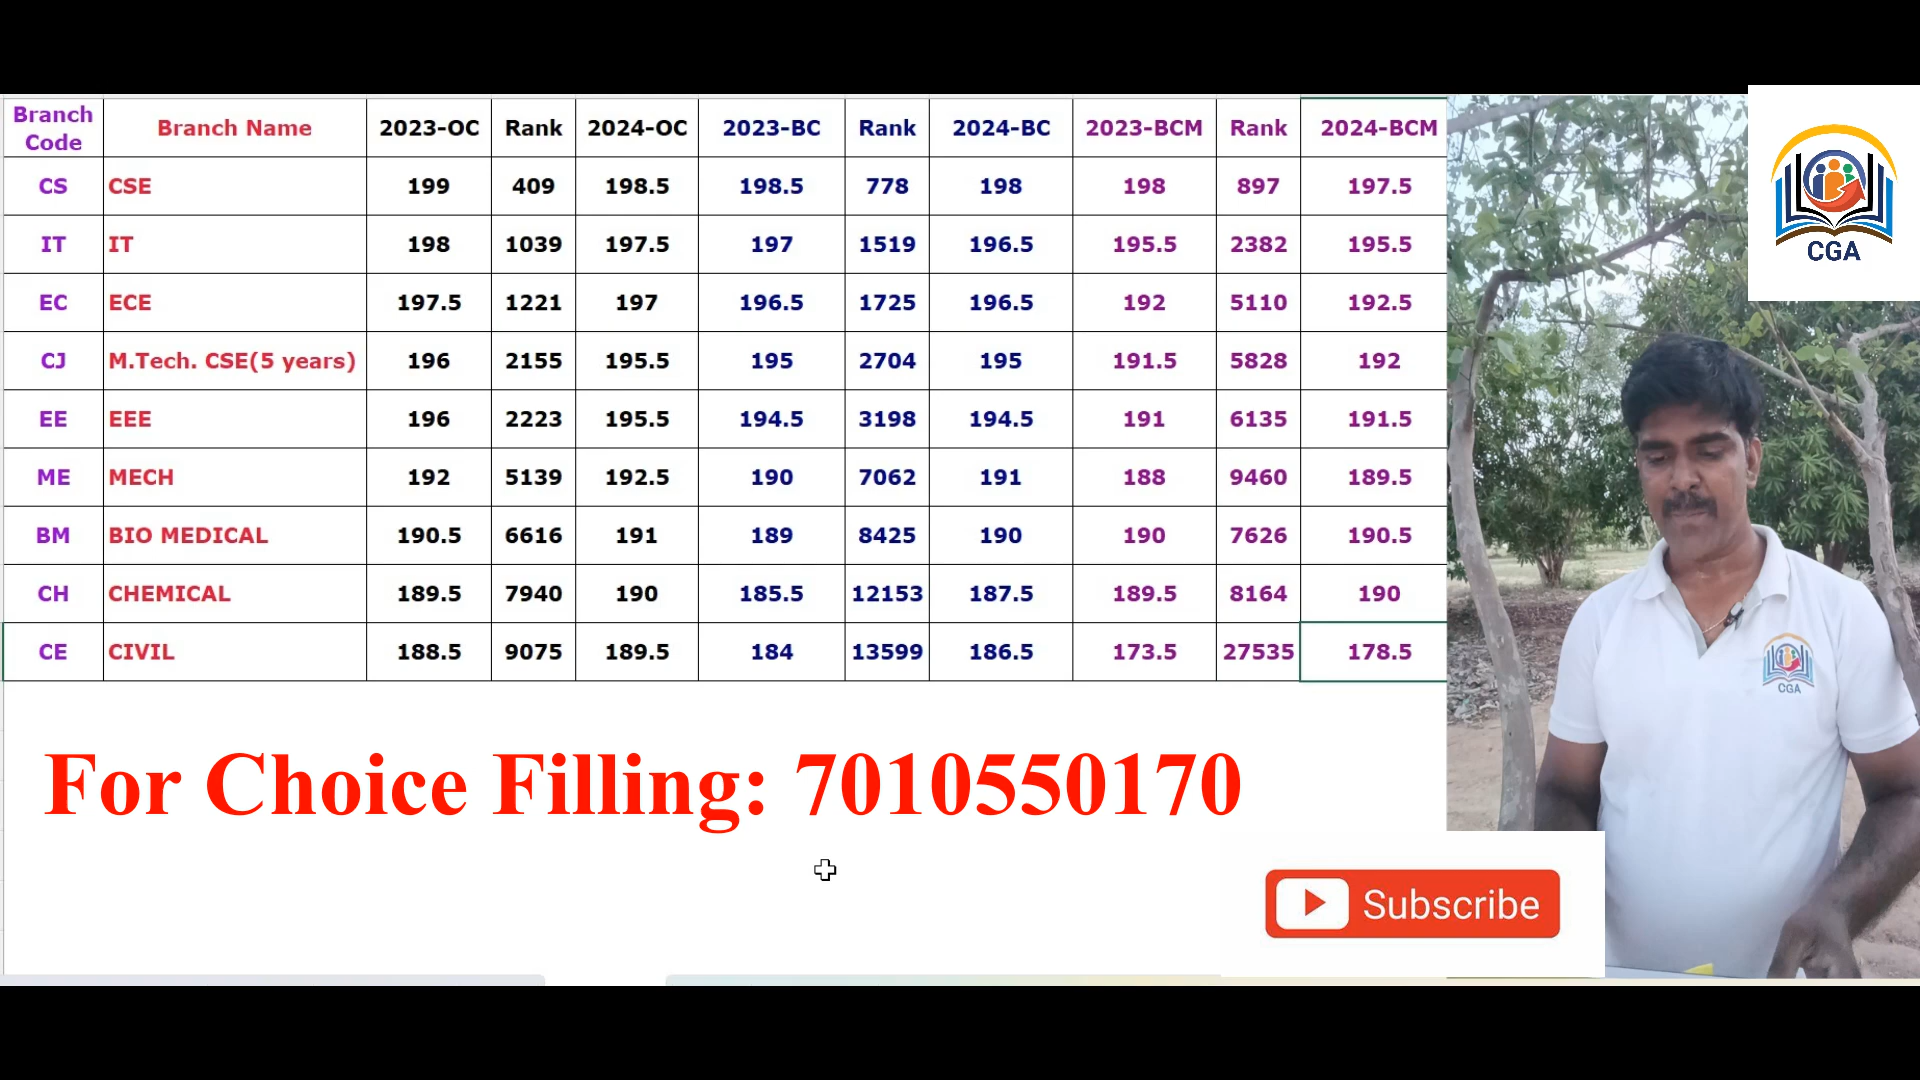 Branch Code Branch Name 2023-OC Rank 2024-OC 2023-BC Rank 2024-BC 2023-BCM Rank 2024-BCM
CS CSE 199 409 198.5 198.5 778 198 198 897 197.5
IT IT 198 1039 197.5 197 1519 196.5 195.5 2382 195.5
EC ECE 197.5 1221 197 196.5 1725 196.5 192 5110 192.5
CJ M.Tech. CSE(5 years) 196 2155 195.5 195 2704 195 191.5 5828 192
EE EEE 196 2223 195.5 194.5 3198 194.5 191 6135 191.5
ME MECH 192 5139 192.5 190 7062 191 188 9460 189.5
BM BIO MEDICAL 190.5 6616 191 189 8425 190 190 7626 190.5
CH CHEMICAL 189.5 7940 190 185.5 12153 187.5 189.5 8164 190
CE CIVIL 188.5 9075 189.5 184 13599 186.5 173.5 27535 178.5
For Choice Filling: 7010550170
Subscribe
CGA
CGA